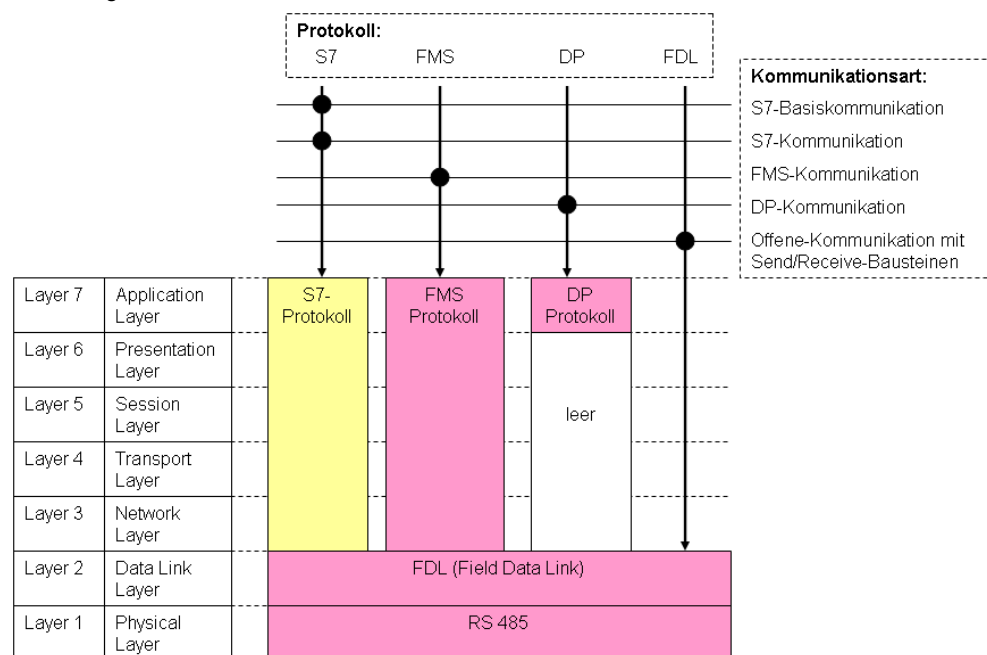 Protokoll:
S7 FMS DP FDL
Kommunikationsart:
S7-Basiskommunikation
S7-Kommunikation
FMS-Kommunikation
DP-Kommunikation
Offene-Kommunikation mit
Send/Receive-Bausteinen
Layer 7 Application
Layer
S7-
Protokoll
FMS
Protokoll
DP
Protokoll
Layer 6 Presentation
Layer
Layer 5 Session
Layer
leer
Layer 4 Transport
Layer
Layer 3 Network
Layer
Layer 2 Data Link
Layer
FDL (Field Data Link)
Layer 1 Physical
Layer
RS 485